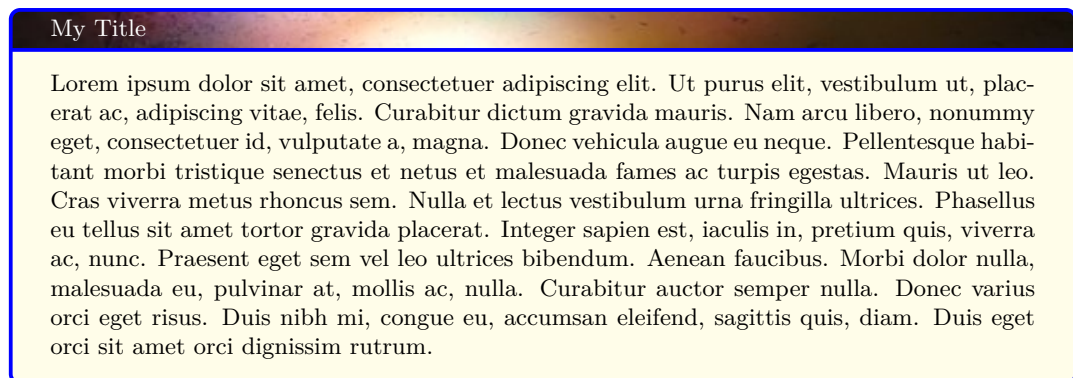 My Title
Lorem ipsum dolor sit amet, consectetuer adipiscing elit. Ut purus elit, vestibulum ut, plac-
erat ac, adipiscing vitae, felis. Curabitur dictum gravida mauris. Nam arcu libero, nonummy
eget, consectetuer id, vulputate a, magna. Donec vehicula augue eu neque. Pellentesque habi-
tant morbi tristique senectus et netus et malesuada fames ac turpis egestas. Mauris ut leo.
Cras viverra metus rhoncus sem. Nulla et lectus vestibulum urna fringilla ultrices. Phasellus
eu tellus sit amet tortor gravida placerat. Integer sapien est, iaculis in, pretium quis, viverra
ac, nunc. Praesent eget sem vel leo ultrices bibendum. Aenean faucibus. Morbi dolor nulla,
malesuada eu, pulvinar at, mollis ac, nulla. Curabitur auctor semper nulla. Donec varius
orci eget risus. Duis nibh mi, congue eu, accumsan eleifend, sagittis quis, diam. Duis eget
orci sit amet orci dignissim rutrum.